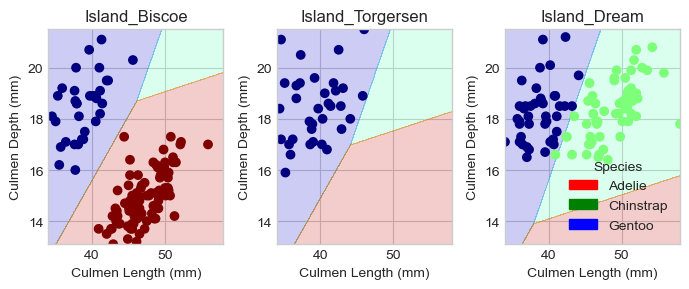 Island_Biscoe
Island_Torgersen
Island_Dream
Culmen Depth (mm)
20
18
16
14
40
50
Culmen Length (mm)
Culmen Depth (mm)
20
18
16
14
40
50
Culmen Length (mm)
Culmen Depth (mm)
20
18
16
14
40
50
Culmen Length (mm)
Species
Adelie
Chinstrap
Gentoo